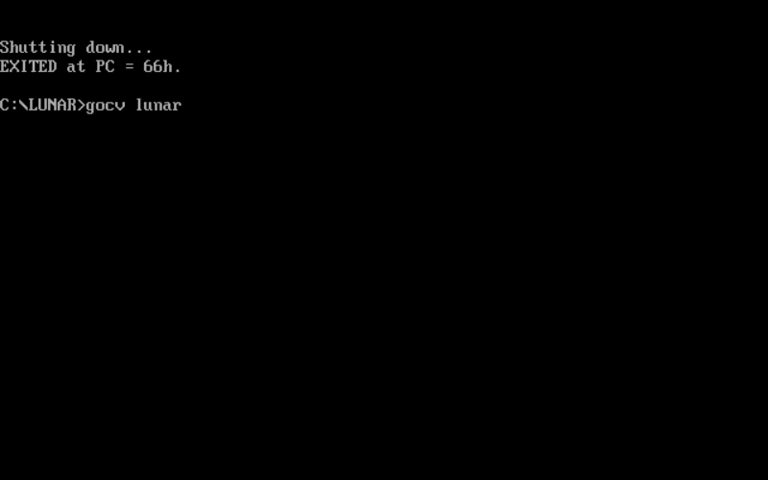 Shutting down...
EXITED at PC = 66h.
C:\LUNAR>gocv lunar